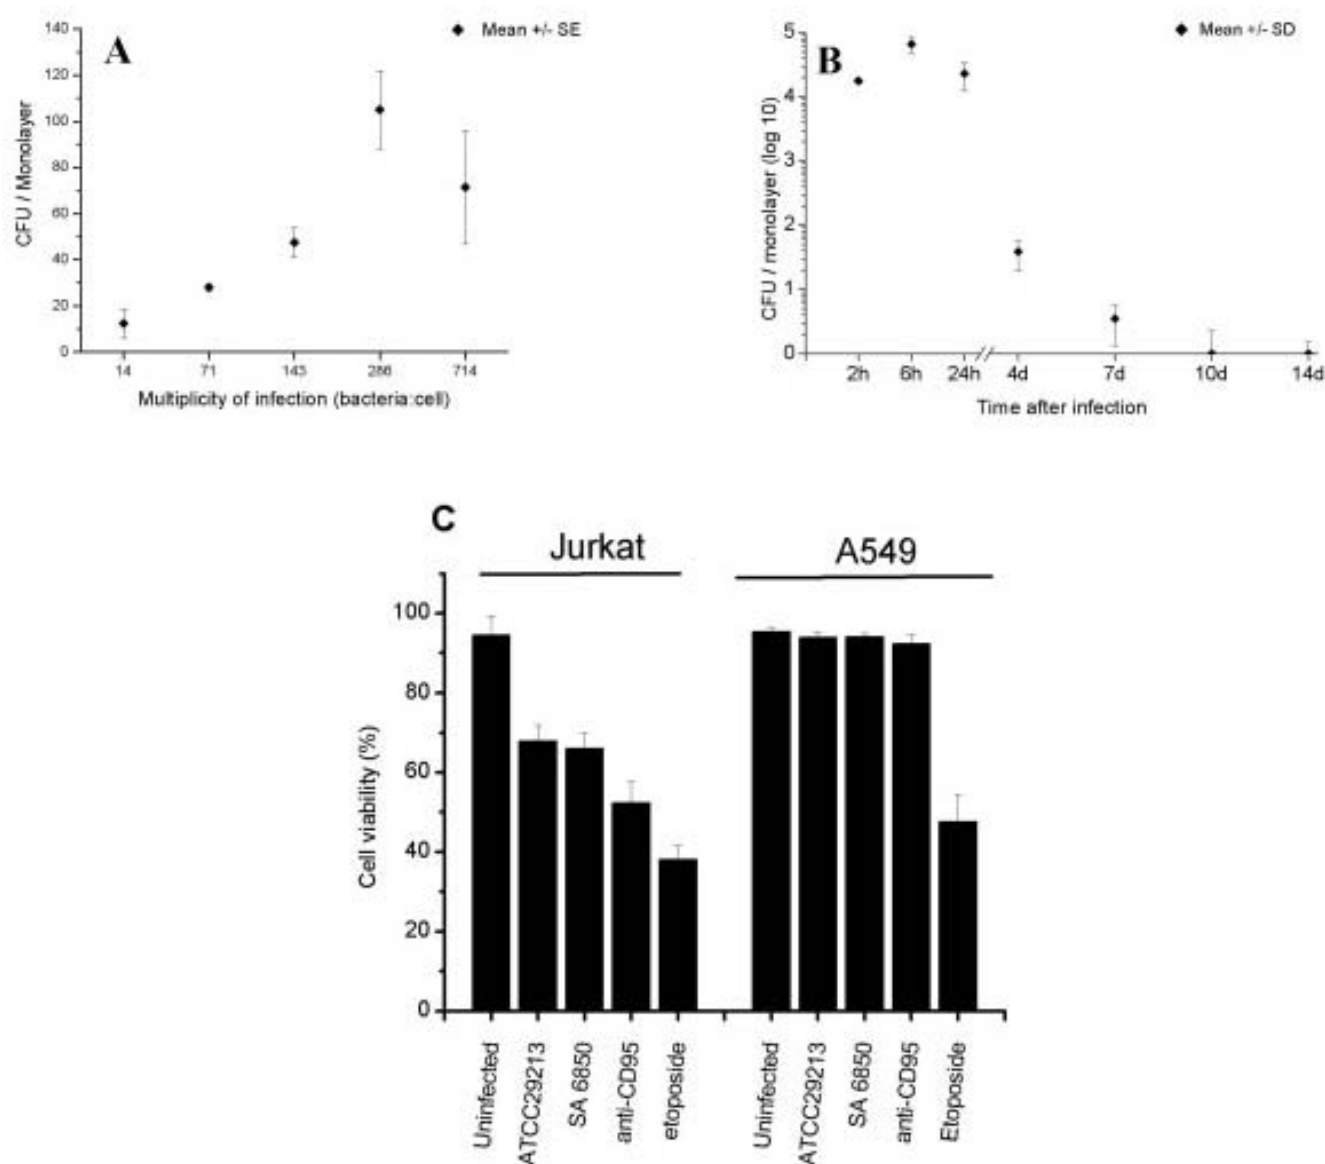 A
Mean +/- SE
140
120
100
80
60
40
20
0
CFU / Monolayer
14 71 143 286 714
Multiplicity of infection (bacteria:cell)
B
Mean +/- SD
5
4
3
2
1
0
CFU / monolayer (log 10)
2h 6h 24h 4d 7d 10d 14d
Time after infection
C
Jurkat A549
100
80
60
40
20
0
Cell viability (%)
Uninfected
ATCC29213
SA 6850
anti-CD95
etoposide
Uninfected
ATCC29213
SA 6850
anti-CD95
Etoposide